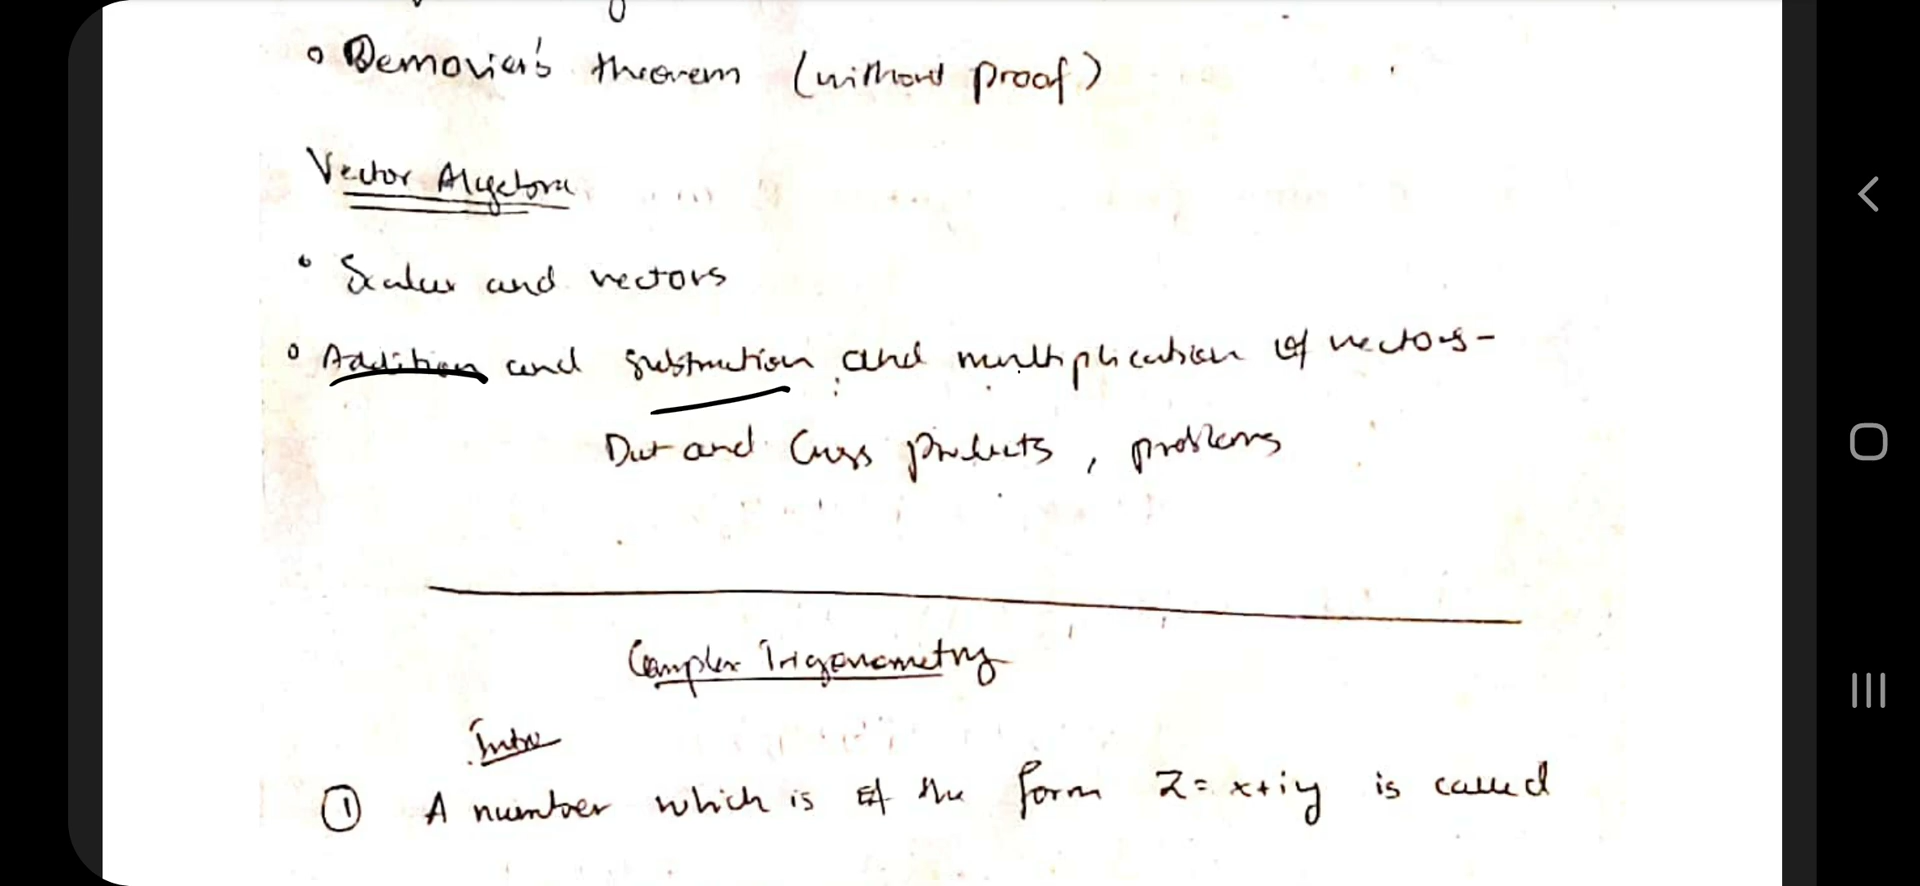 • Demovier's theorem (without proof)
Vector Algebra
• Scalar and vectors
• Addition and substraction and multiplication of vectors-
Dot and Cross products, problems
Complex Trigonometry
Intro
① A number which is of the form Z = x+iy is called